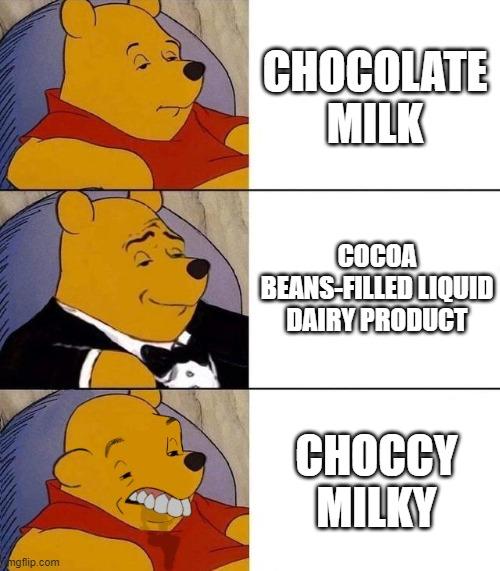 CHOCOLATE
MILK
COCOA
BEANS-FILLED LIQUID
DAIRY PRODUCT
CHOCCY
MILKY
imgflip.com